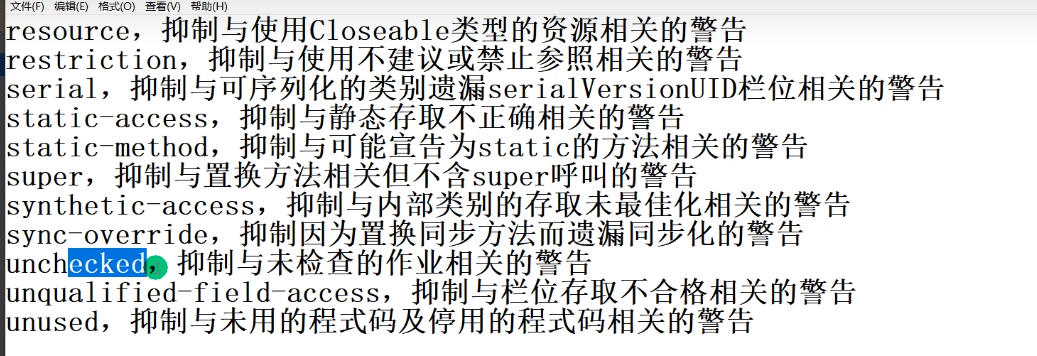 文件(F) 编辑(E) 格式(O) 查看(V) 帮助(H)
resource，抑制与使用Closeable类型的资源相关的警告
restriction，抑制与使用不建议或禁止参照相关的警告
serial，抑制与可序列化的类别遗漏serialVersionUID栏位相关的警告
static-access，抑制与静态存取不正确相关的警告
static-method，抑制与可能宣告为static的方法相关的警告
super，抑制与置换方法相关但不含super呼叫的警告
synthetic-access，抑制与内部类别的存取未最佳化相关的警告
sync-override，抑制因为置换同步方法而遗漏同步化的警告
unchecked，抑制与未检查的作业相关的警告
unqualified-field-access，抑制与栏位存取不合格相关的警告
unused，抑制与未用的程式码及停用的程式码相关的警告